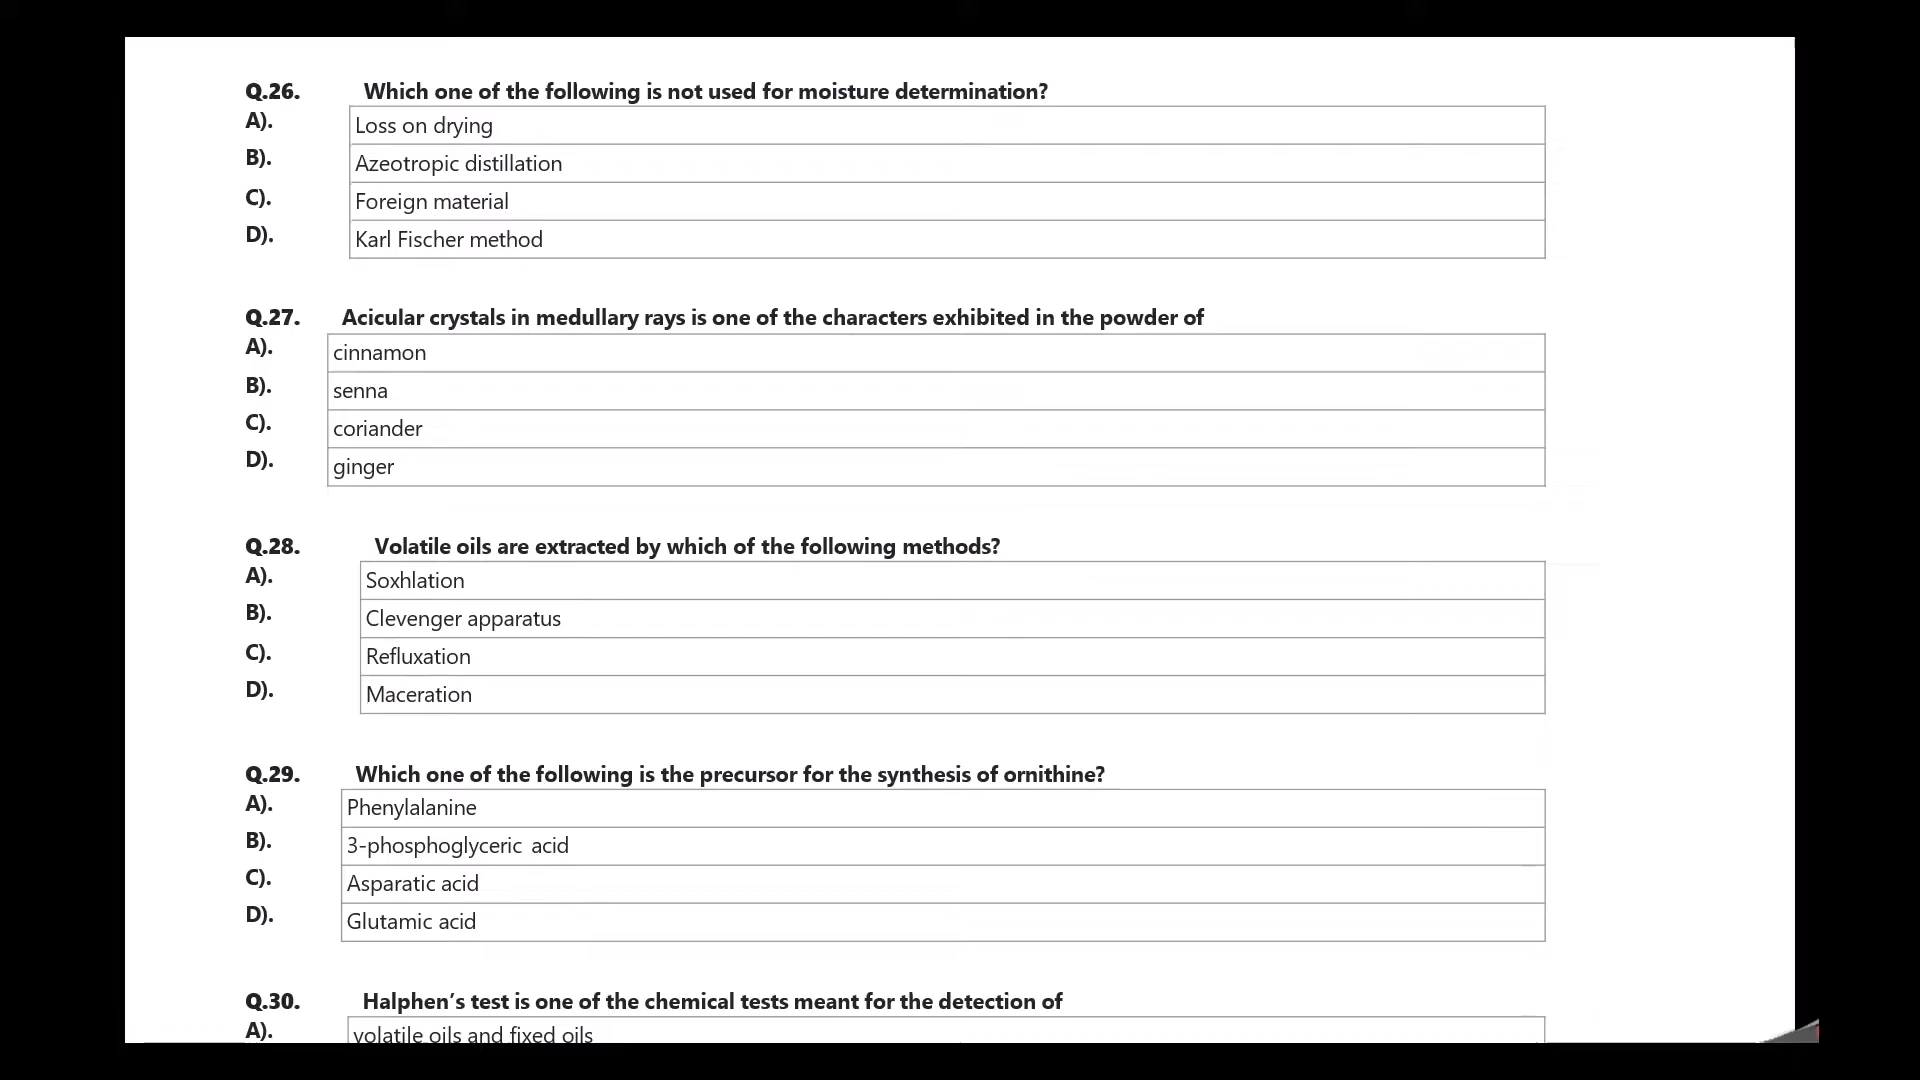 Q.26. Which one of the following is not used for moisture determination?
A). Loss on drying
B). Azeotropic distillation
C). Foreign material
D). Karl Fischer method
Q.27. Acicular crystals in medullary rays is one of the characters exhibited in the powder of
A). cinnamon
B). senna
C). coriander
D). ginger
Q.28. Volatile oils are extracted by which of the following methods?
A). Soxhlation
B). Clevenger apparatus
C). Refluxation
D). Maceration
Q.29. Which one of the following is the precursor for the synthesis of ornithine?
A). Phenylalanine
B). 3-phosphoglyceric acid
C). Asparatic acid
D). Glutamic acid
Q.30. Halphen’s test is one of the chemical tests meant for the detection of
A). volatile oils and fixed oils